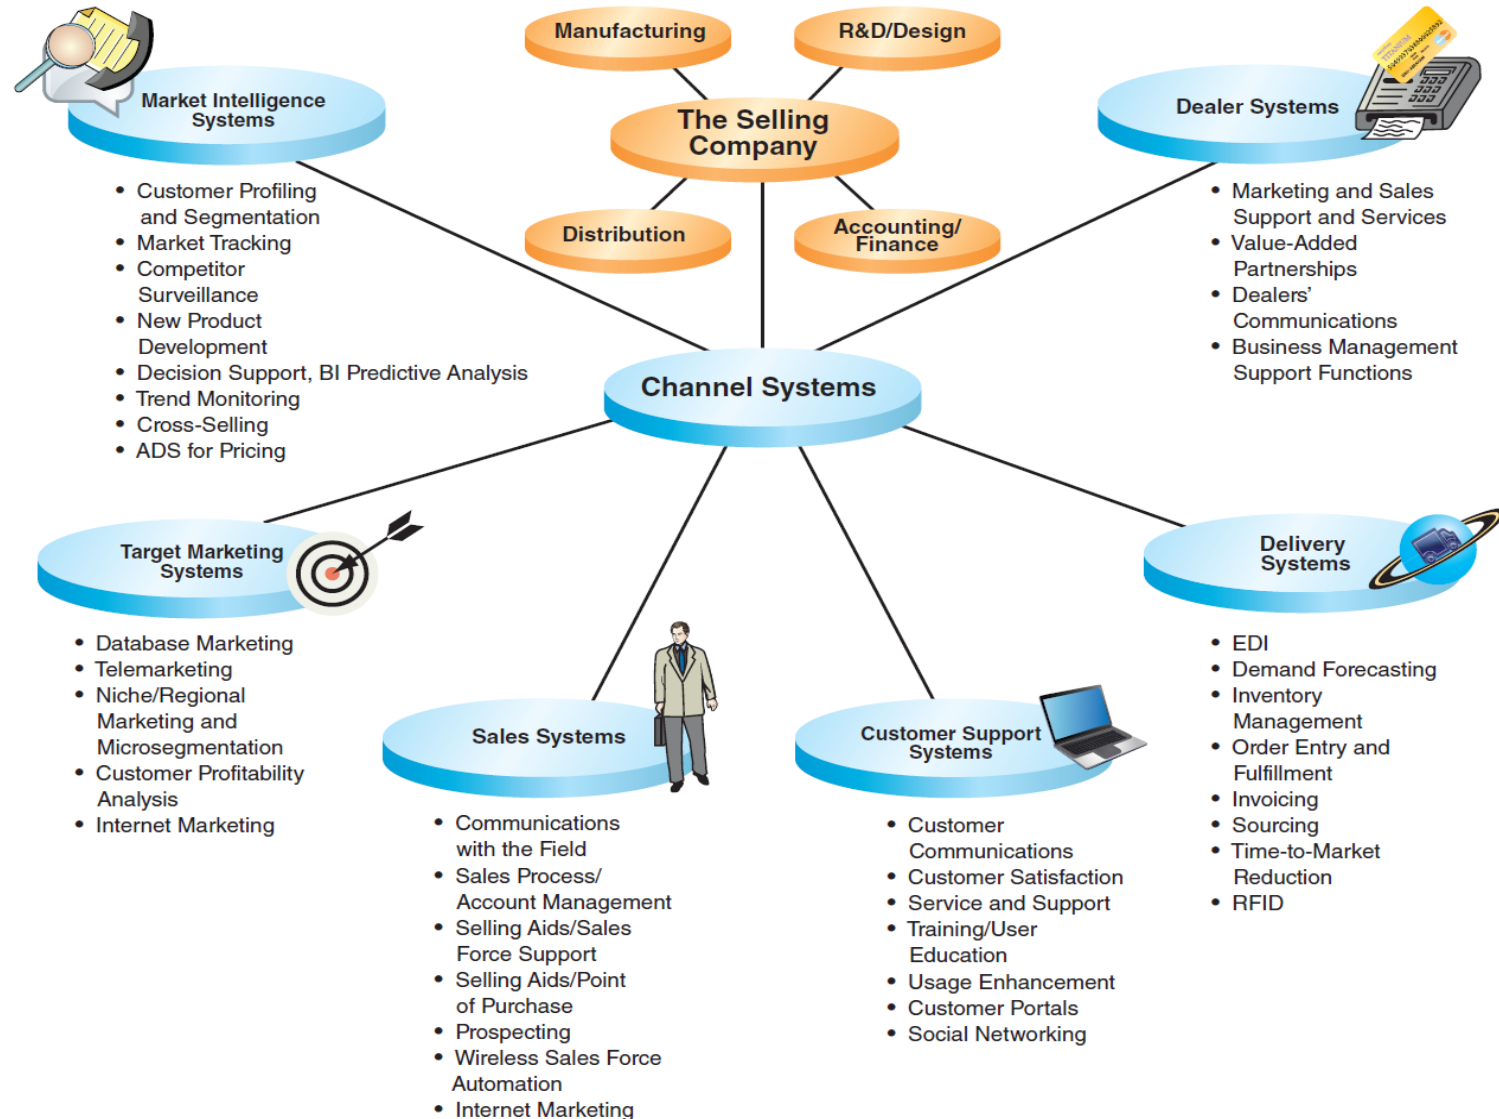 Manufacturing
R&D/Design
The Selling
Company
Distribution
Accounting/
Finance
Market Intelligence
Systems
• Customer Profiling
and Segmentation
• Market Tracking
• Competitor
Surveillance
• New Product
Development
• Decision Support, BI Predictive Analysis
• Trend Monitoring
• Cross-Selling
• ADS for Pricing
Dealer Systems
• Marketing and Sales
Support and Services
• Value-Added
Partnerships
• Dealers’
Communications
• Business Management
Support Functions
Channel Systems
Target Marketing
Systems
• Database Marketing
• Telemarketing
• Niche/Regional
Marketing and
Microsegmentation
• Customer Profitability
Analysis
• Internet Marketing
Sales Systems
• Communications
with the Field
• Sales Process/
Account Management
• Selling Aids/Sales
Force Support
• Selling Aids/Point
of Purchase
• Prospecting
• Wireless Sales Force
Automation
• Internet Marketing
Customer Support
Systems
• Customer
Communications
• Customer Satisfaction
• Service and Support
• Training/User
Education
• Usage Enhancement
• Customer Portals
• Social Networking
Delivery
Systems
• EDI
• Demand Forecasting
• Inventory
Management
• Order Entry and
Fulfillment
• Invoicing
• Sourcing
• Time-to-Market
Reduction
• RFID
TITANIUM